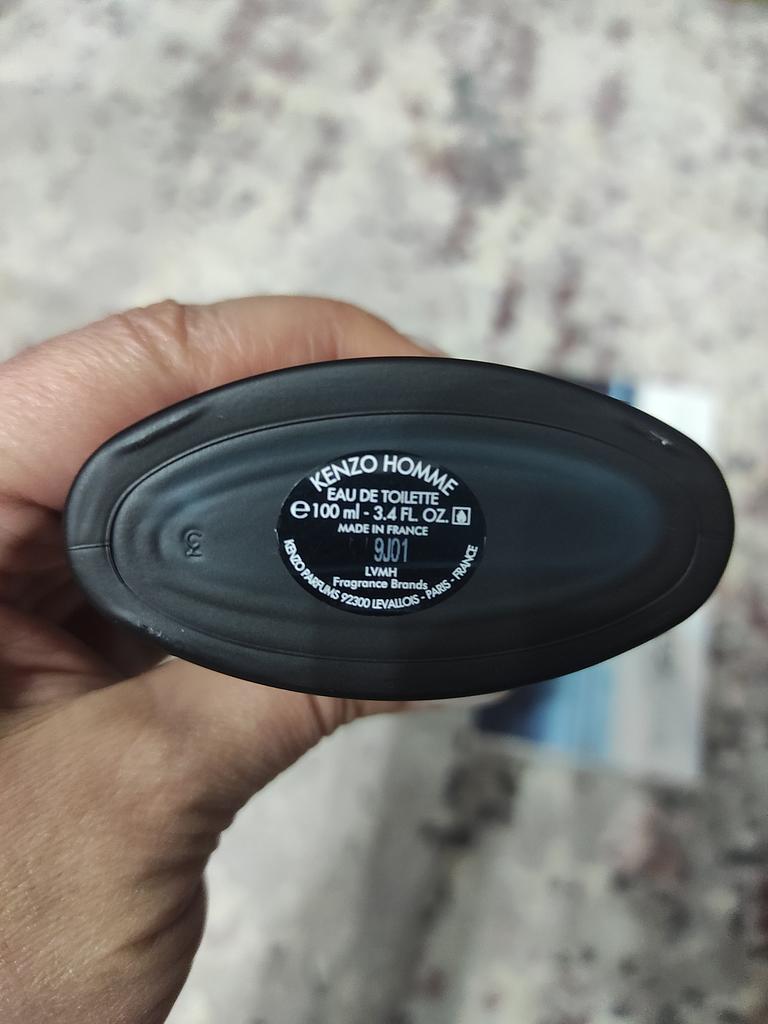 KENZO HOMME
EAU DE TOILETTE
℮ 100 ml - 3.4 FL. OZ.
MADE IN FRANCE
9J01
LVMH
Fragrance Brands
KENZO PARFUMS 92300 LEVALLOIS - PARIS - FRANCE